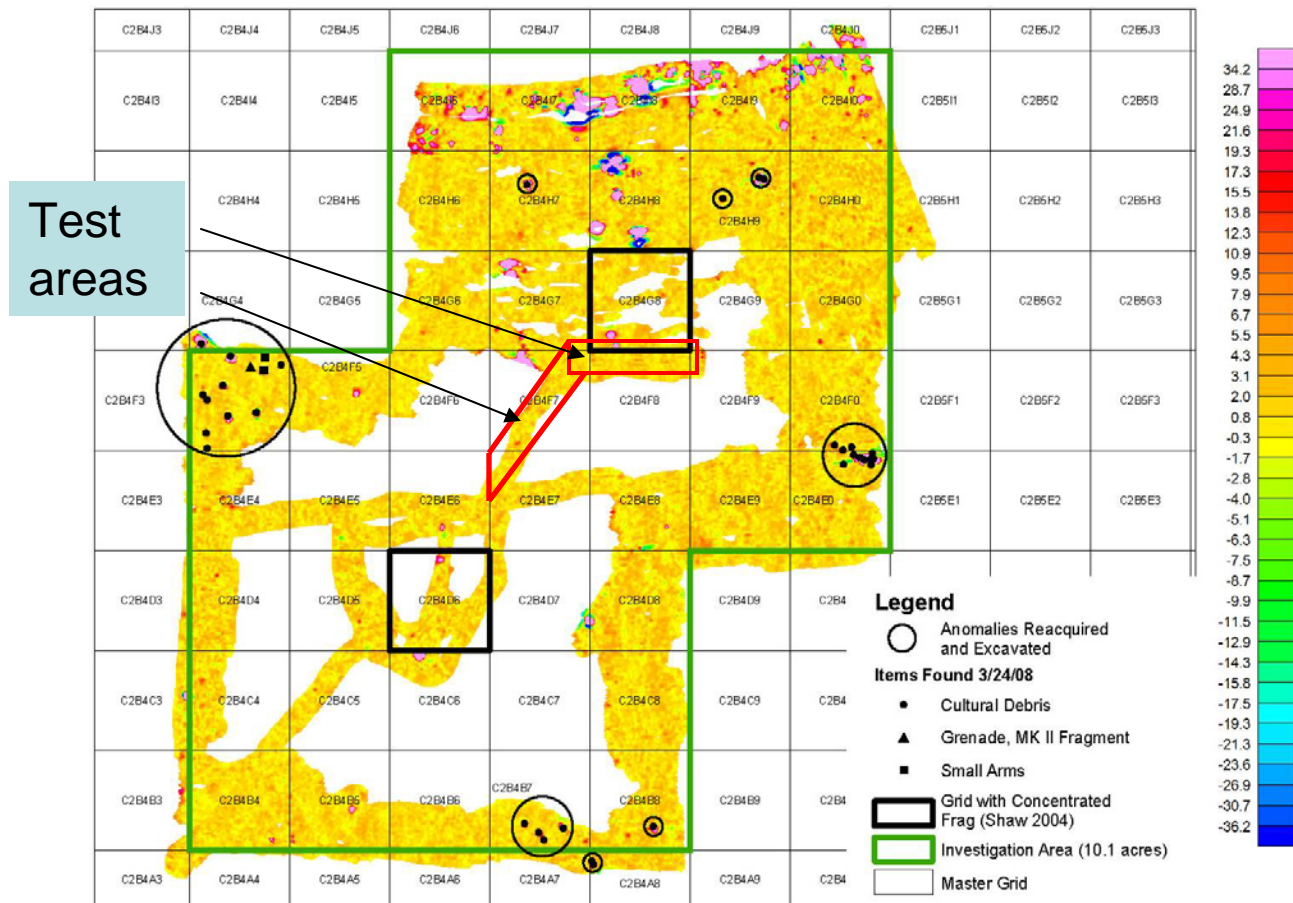 C2B4J3 C2B4J4 C2B4J5 C2B4J6 C2B4J7 C2B4J8 C2B4J9 C2B4J0 C2B5J1 C2B5J2 C2B5J3
C2B4I3 C2B4I4 C2B4I5 C2B4I6 C2B4I7 C2B4I8 C2B4I9 C2B4I0 C2B5I1 C2B5I2 C2B5I3
Test
areas
C2B4H4 C2B4H5 C2B4H6 C2B4H7 C2B4H8 C2B4H9 C2B4H0 C2B5H1 C2B5H2 C2B5H3
C2B4G4 C2B4G5 C2B4G6 C2B4G7 C2B4G8 C2B4G9 C2B4G0 C2B5G1 C2B5G2 C2B5G3
C2B4F3 C2B4F5 C2B4F6 C2B4F7 C2B4F8 C2B4F9 C2B4F0 C2B5F1 C2B5F2 C2B5F3
C2B4E3 C2B4E4 C2B4E5 C2B4E6 C2B4E7 C2B4E8 C2B4E9 C2B4E0 C2B5E1 C2B5E2 C2B5E3
C2B4D3 C2B4D4 C2B4D5 C2B4D6 C2B4D7 C2B4D8 C2B4D9 C2B4
C2B4C3 C2B4C4 C2B4C5 C2B4C6 C2B4C7 C2B4C8 C2B4C9 C2B4
C2B4B3 C2B4B4 C2B4B5 C2B4B6 C2B4B7 C2B4B8 C2B4B9 C2B4
C2B4A3 C2B4A4 C2B4A5 C2B4A6 C2B4A7 C2B4A8 C2B4A9 C2B4
Legend
Anomalies Reacquired
and Excavated
Items Found 3/24/08
Cultural Debris
Grenade, MK II Fragment
Small Arms
Grid with Concentrated
Frag (Shaw 2004)
Investigation Area (10.1 acres)
Master Grid
34.2
28.7
24.9
21.6
19.3
17.3
15.5
13.8
12.3
10.9
9.5
7.9
6.7
5.5
4.3
3.1
2.0
0.8
-0.3
-1.7
-2.8
-4.0
-5.1
-6.3
-7.5
-8.7
-9.9
-11.5
-12.9
-14.3
-15.8
-17.5
-19.3
-21.3
-23.6
-26.9
-30.7
-36.2